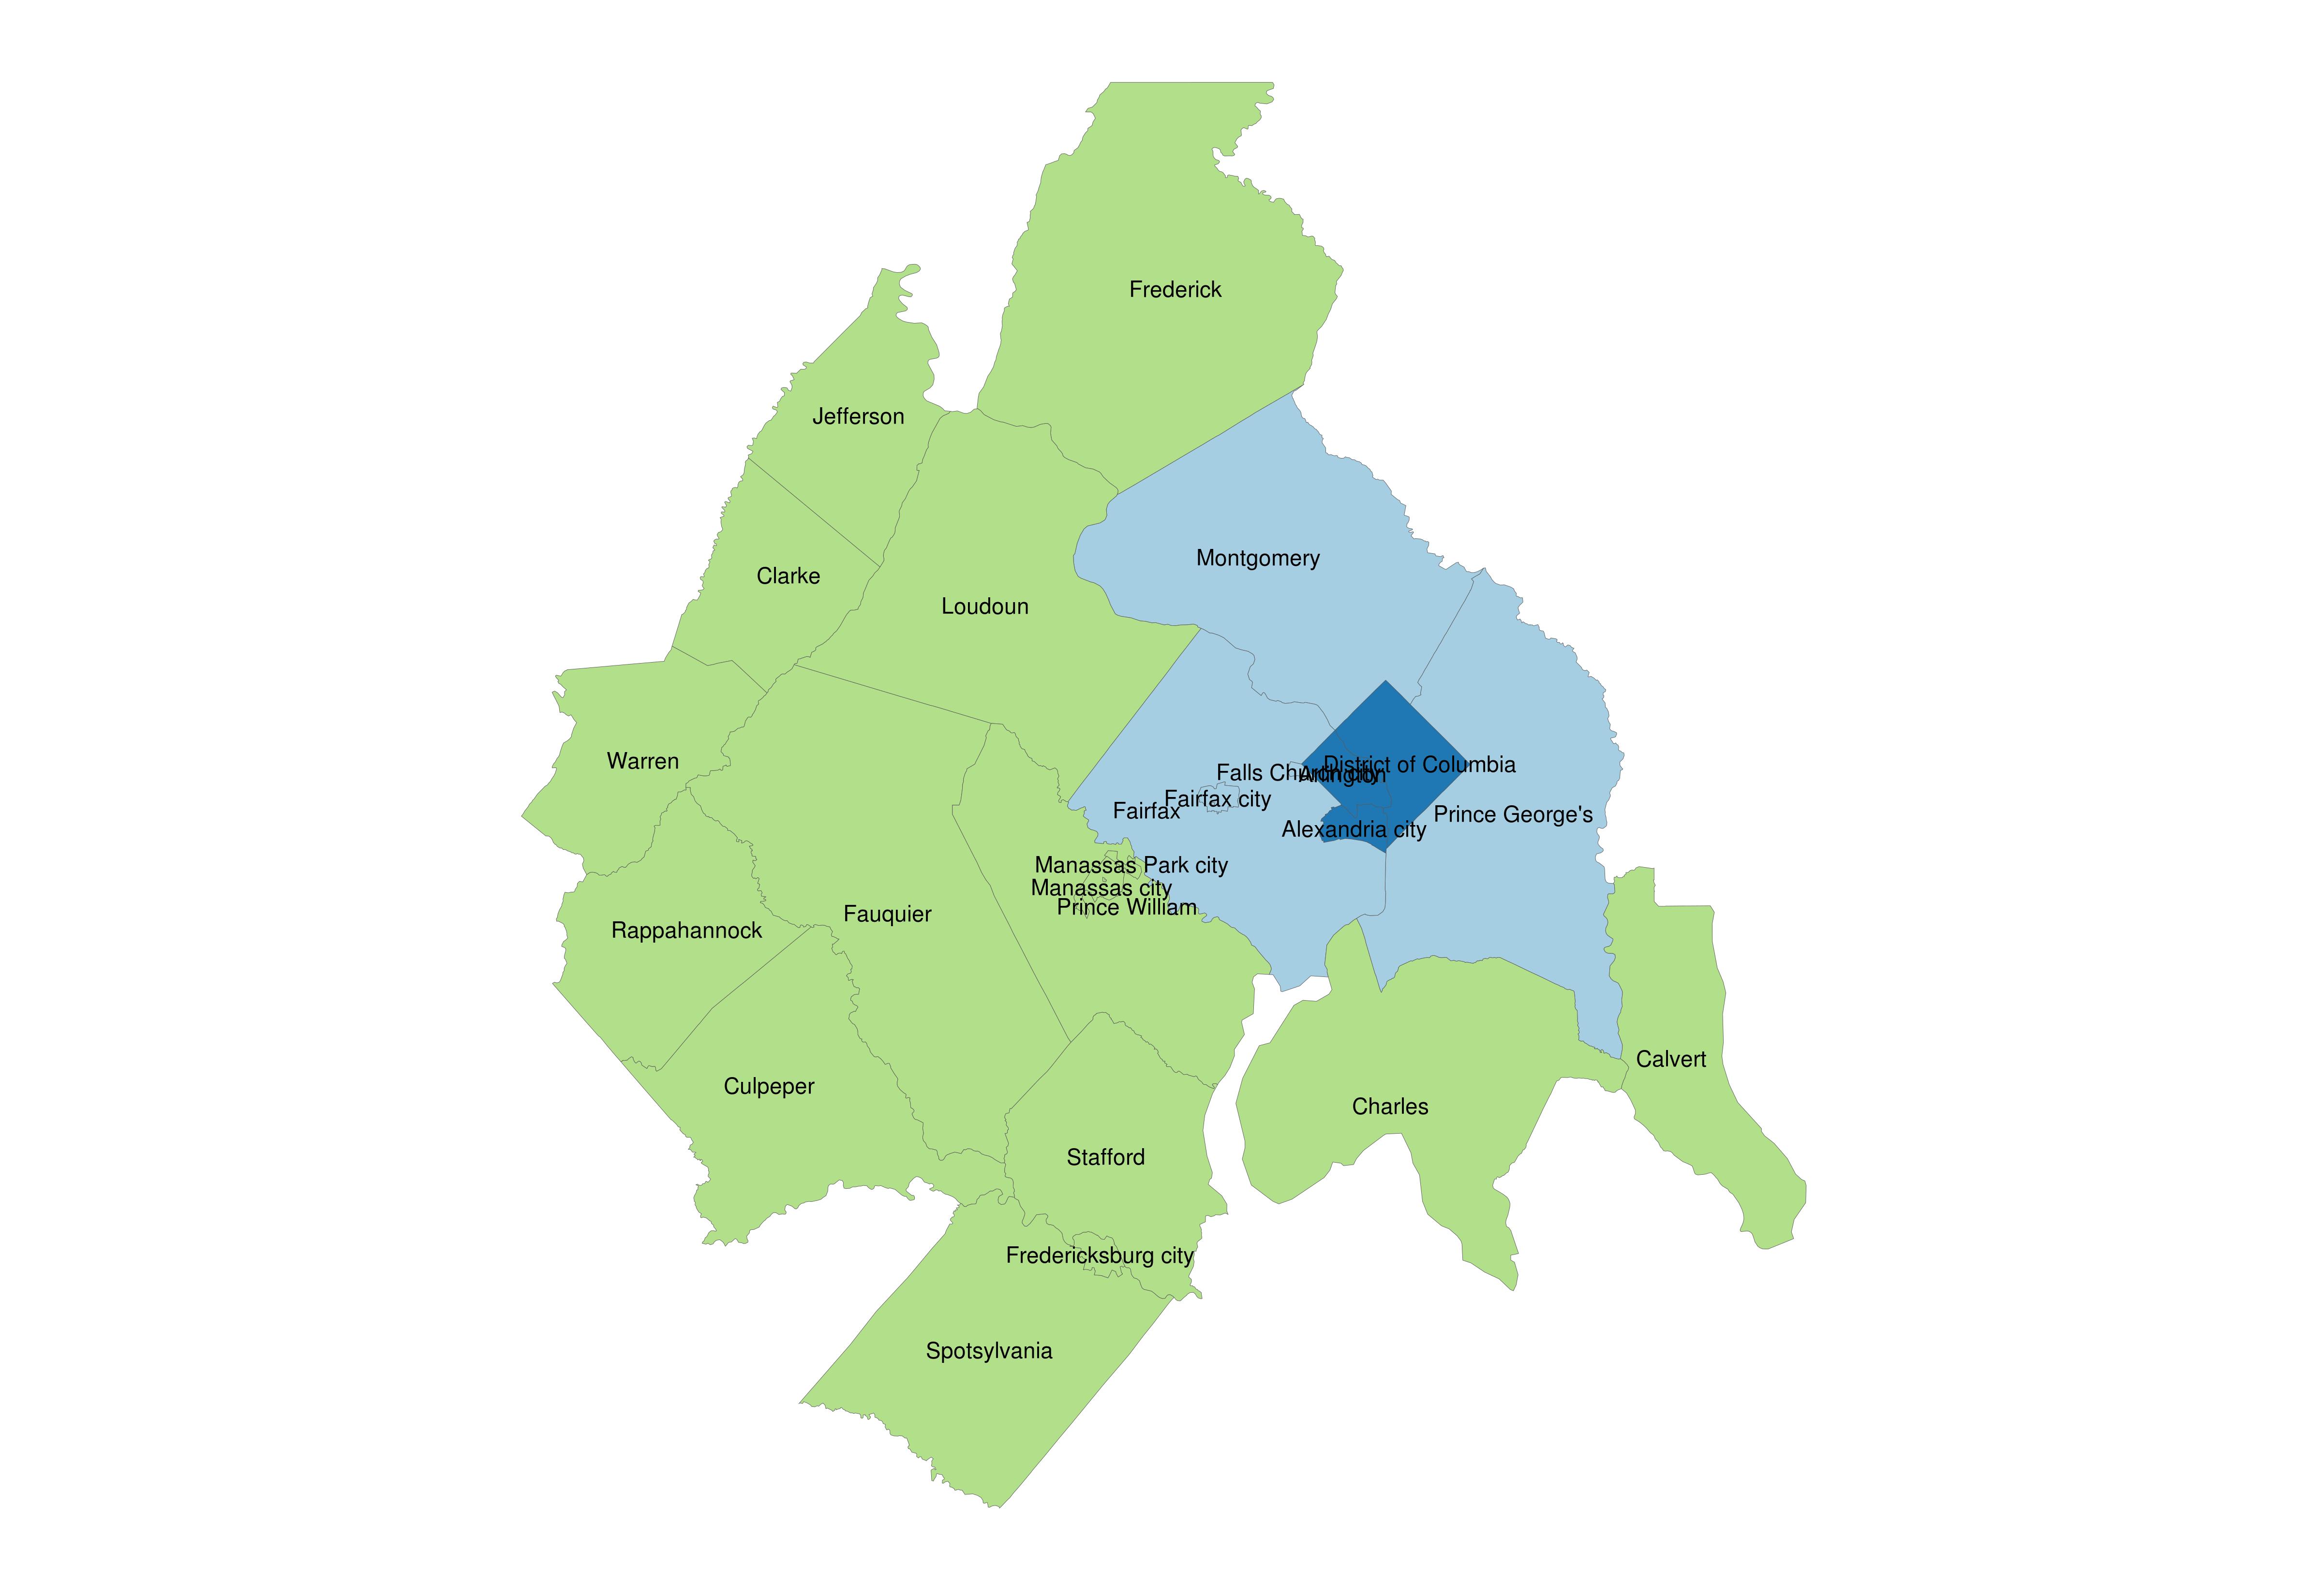 Frederick
Jefferson
Montgomery
Clarke
Loudoun
Warren
District of Columbia
Falls Church city
Arlington
Fairfax city
Fairfax
Prince George's
Alexandria city
Manassas Park city
Manassas city
Prince William
Fauquier
Rappahannock
Calvert
Culpeper
Charles
Stafford
Fredericksburg city
Spotsylvania